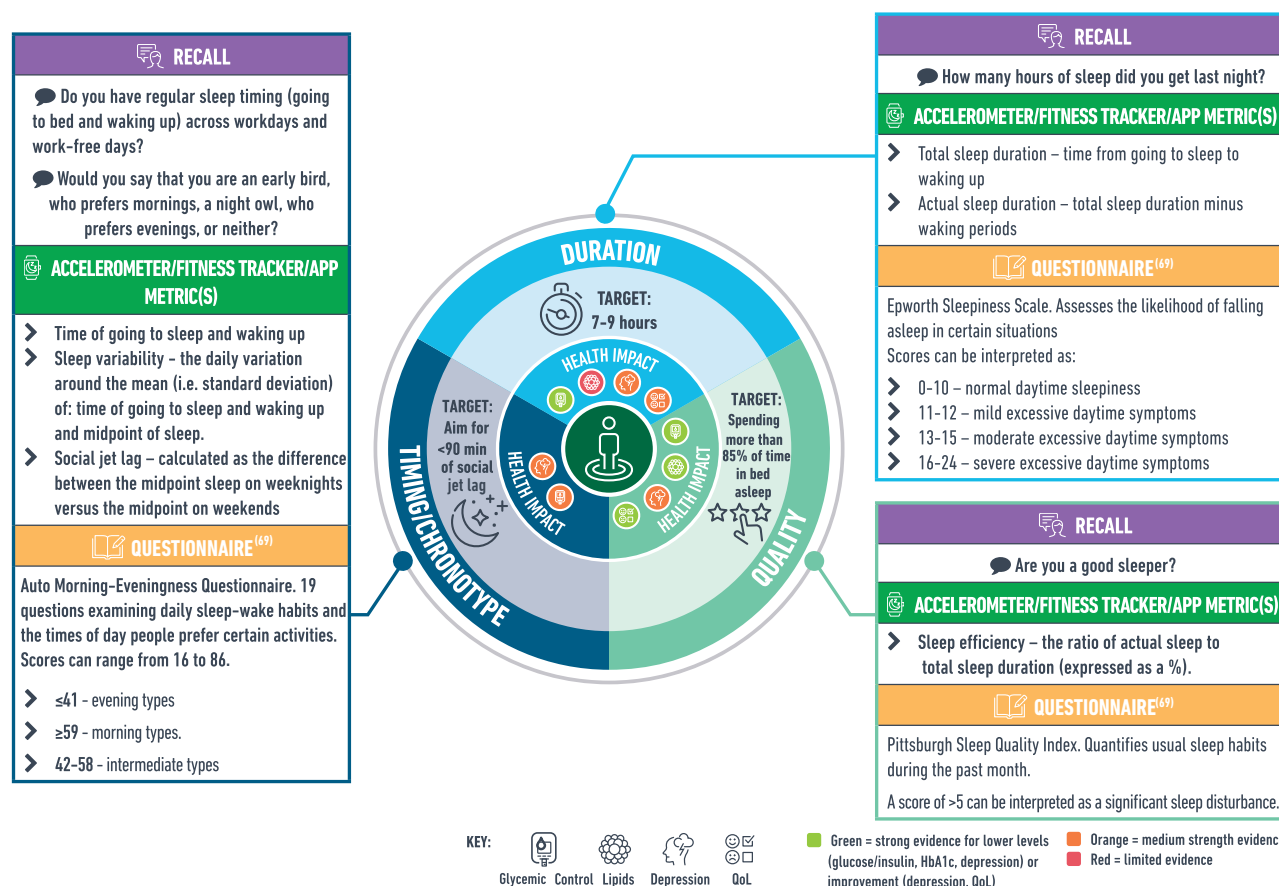 RECALL
Do you have regular sleep timing (going
to bed and waking up) across workdays and
work-free days?
Would you say that you are an early bird,
who prefers mornings, a night owl, who
prefers evenings, or neither?
ACCELEROMETER/FITNESS TRACKER/APP
METRIC(S)
Time of going to sleep and waking up
Sleep variability - the daily variation
around the mean (i.e. standard deviation)
of: time of going to sleep and waking up
and midpoint of sleep.
Social jet lag – calculated as the difference
between the midpoint sleep on weeknights
versus the midpoint on weekends
QUESTIONNAIRE(69)
Auto Morning-Eveningness Questionnaire. 19
questions examining daily sleep-wake habits and
the times of day people prefer certain activities.
Scores can range from 16 to 86.
≤41 - evening types
≥59 - morning types.
42-58 - intermediate types
DURATION
TARGET:
7-9 hours
HEALTH IMPACT
TIMING/CHRONOTYPE
TARGET:
Aim for
<90 min
of social
jet lag
HEALTH IMPACT
QUALITY
TARGET:
Spending
more than
85% of time
in bed
asleep
HEALTH IMPACT
RECALL
How many hours of sleep did you get last night?
ACCELEROMETER/FITNESS TRACKER/APP METRIC(S)
Total sleep duration – time from going to sleep to
waking up
Actual sleep duration – total sleep duration minus
waking periods
QUESTIONNAIRE(69)
Epworth Sleepiness Scale. Assesses the likelihood of falling
asleep in certain situations
Scores can be interpreted as:
0-10 – normal daytime sleepiness
11-12 – mild excessive daytime symptoms
13-15 – moderate excessive daytime symptoms
16-24 – severe excessive daytime symptoms
RECALL
Are you a good sleeper?
ACCELEROMETER/FITNESS TRACKER/APP METRIC(S)
Sleep efficiency – the ratio of actual sleep to
total sleep duration (expressed as a %).
QUESTIONNAIRE(69)
Pittsburgh Sleep Quality Index. Quantifies usual sleep habits
during the past month.
A score of >5 can be interpreted as a significant sleep disturbance.
KEY:
Glycemic Control
Lipids
Depression
QoL
Green = strong evidence for lower levels
(glucose/insulin, HbA1c, depression) or
improvement (depression, QoL)
Orange = medium strength evidenc
Red = limited evidence